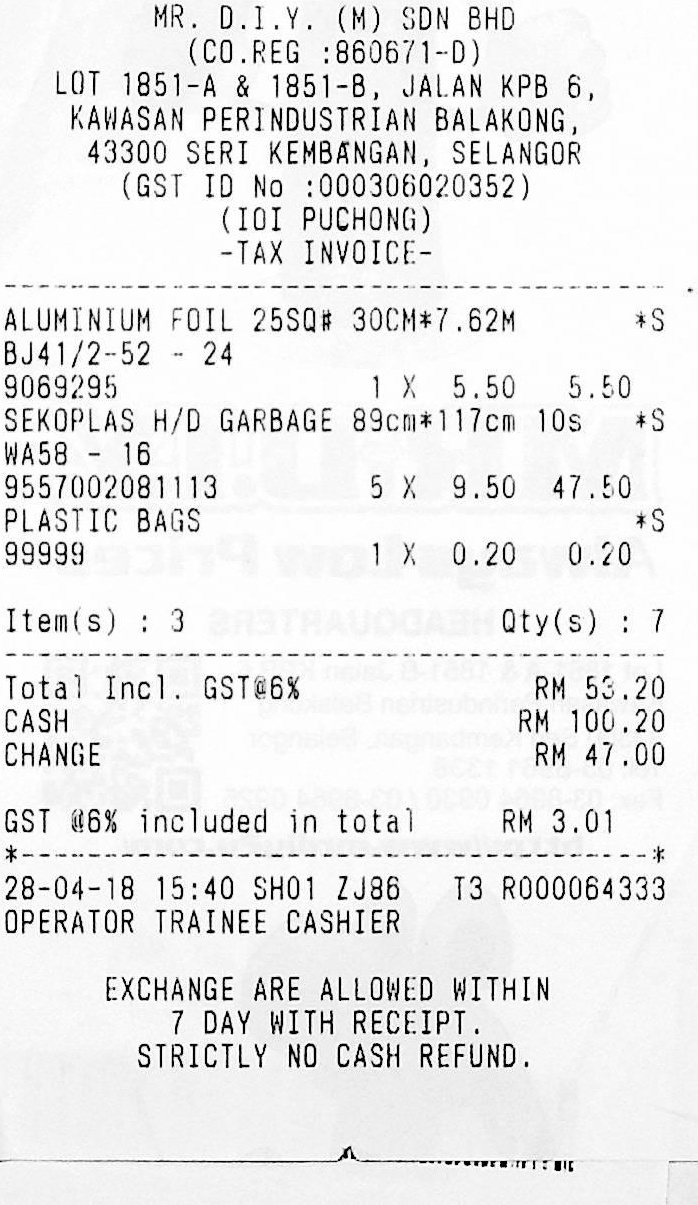 MR. D.I.Y. (M) SDN BHD
(CO.REG :860671-D)
LOT 1851-A & 1851-B, JALAN KPB 6,
KAWASAN PERINDUSTRIAN BALAKONG,
43300 SERI KEMBANGAN, SELANGOR
(GST ID No :000306020352)
(IOI PUCHONG)
-TAX INVOICE-
ALUMINIUM FOIL 25SQ# 30CM*7.62M *S
BJ41/2-52 - 24
9069295 1 X 5.50 5.50
SEKOPLAS H/D GARBAGE 89cm*117cm 10s *S
WA58 - 16
9557002081113 5 X 9.50 47.50
PLASTIC BAGS *S
99999 1 X 0.20 0.20
Item(s) : 3 Qty(s) : 7
Total Incl. GST@6% RM 53.20
CASH RM 100.20
CHANGE RM 47.00
GST @6% included in total RM 3.01
28-04-18 15:40 SH01 ZJ86 T3 R000064333
OPERATOR TRAINEE CASHIER
EXCHANGE ARE ALLOWED WITHIN
7 DAY WITH RECEIPT.
STRICTLY NO CASH REFUND.